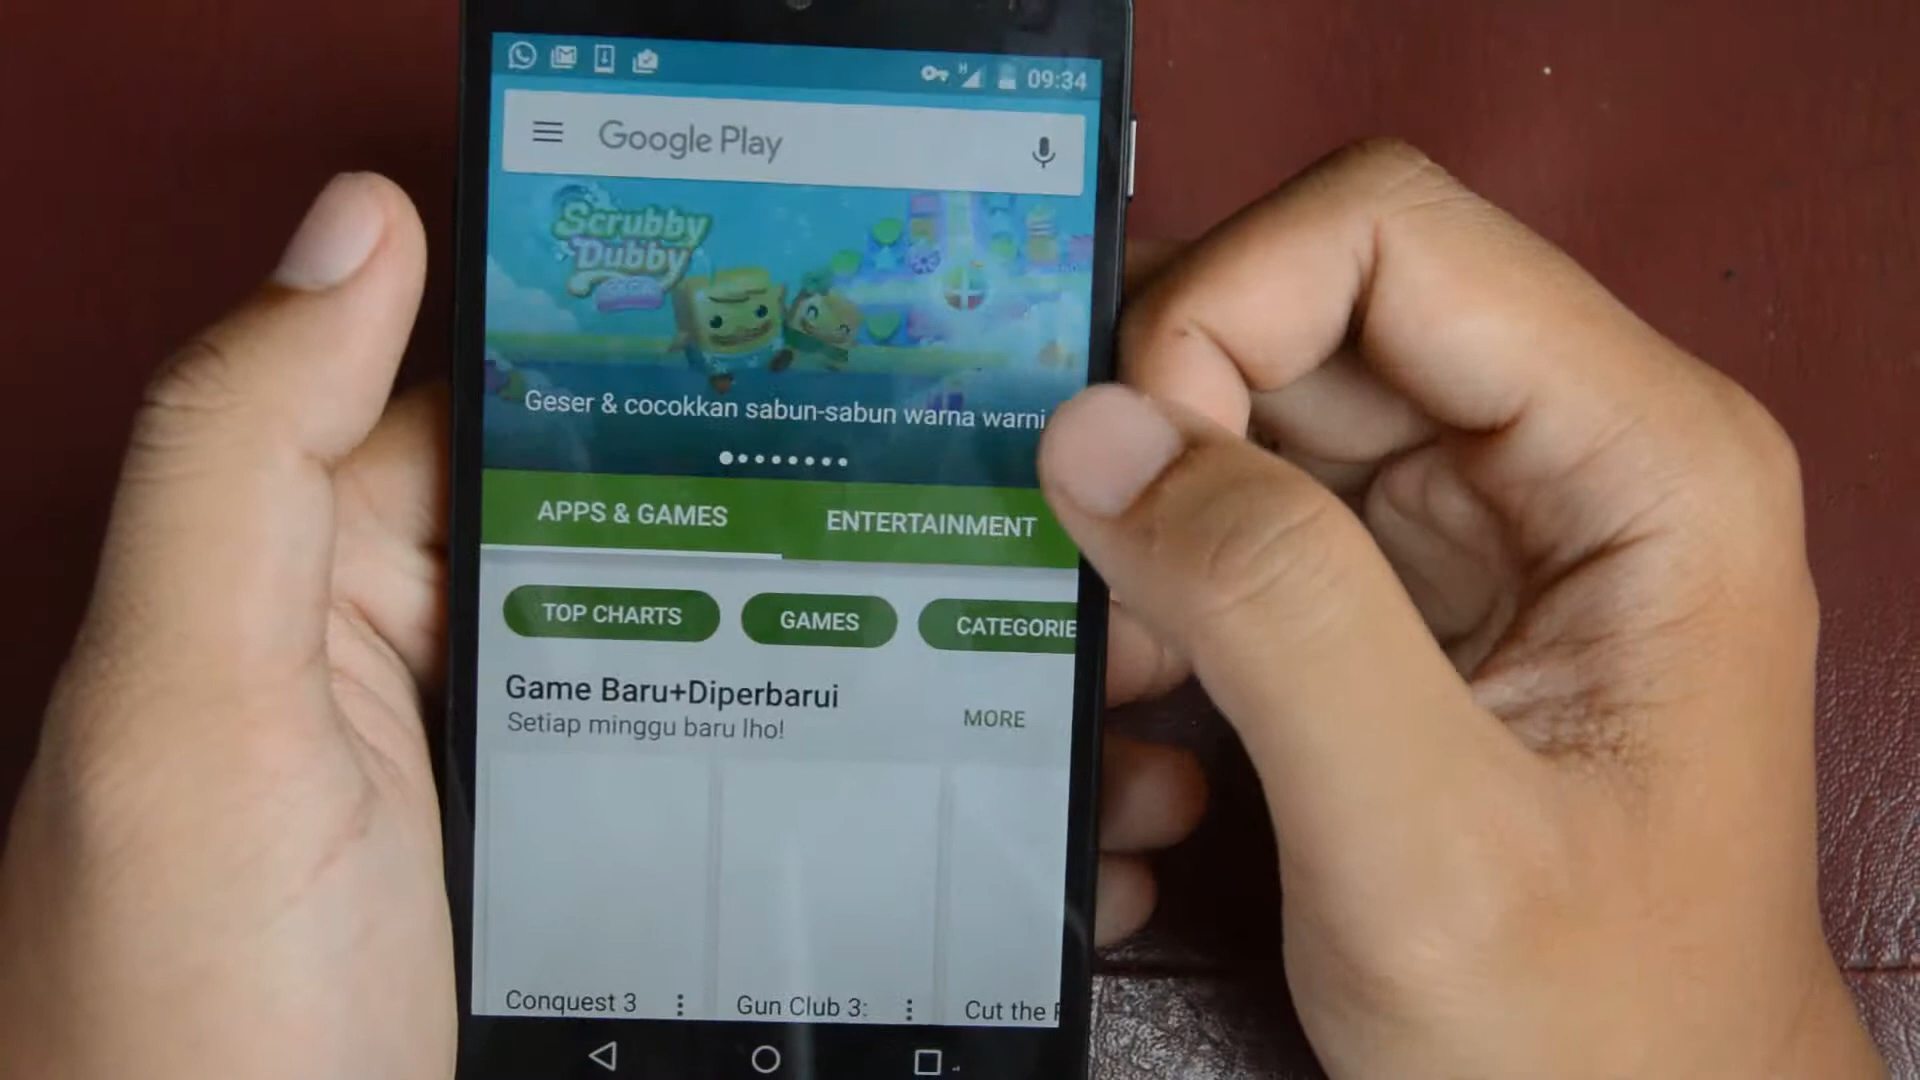 H
09:34
Google Play
Scrubby
Dubby
SAGA
Geser & cocokkan sabun-sabun warna warni
APPS & GAMES
ENTERTAINMENT
TOP CHARTS
GAMES
CATEGORIE
Game Baru+Diperbarui
Setiap minggu baru lho!
MORE
Conquest 3
Gun Club 3:
Cut the